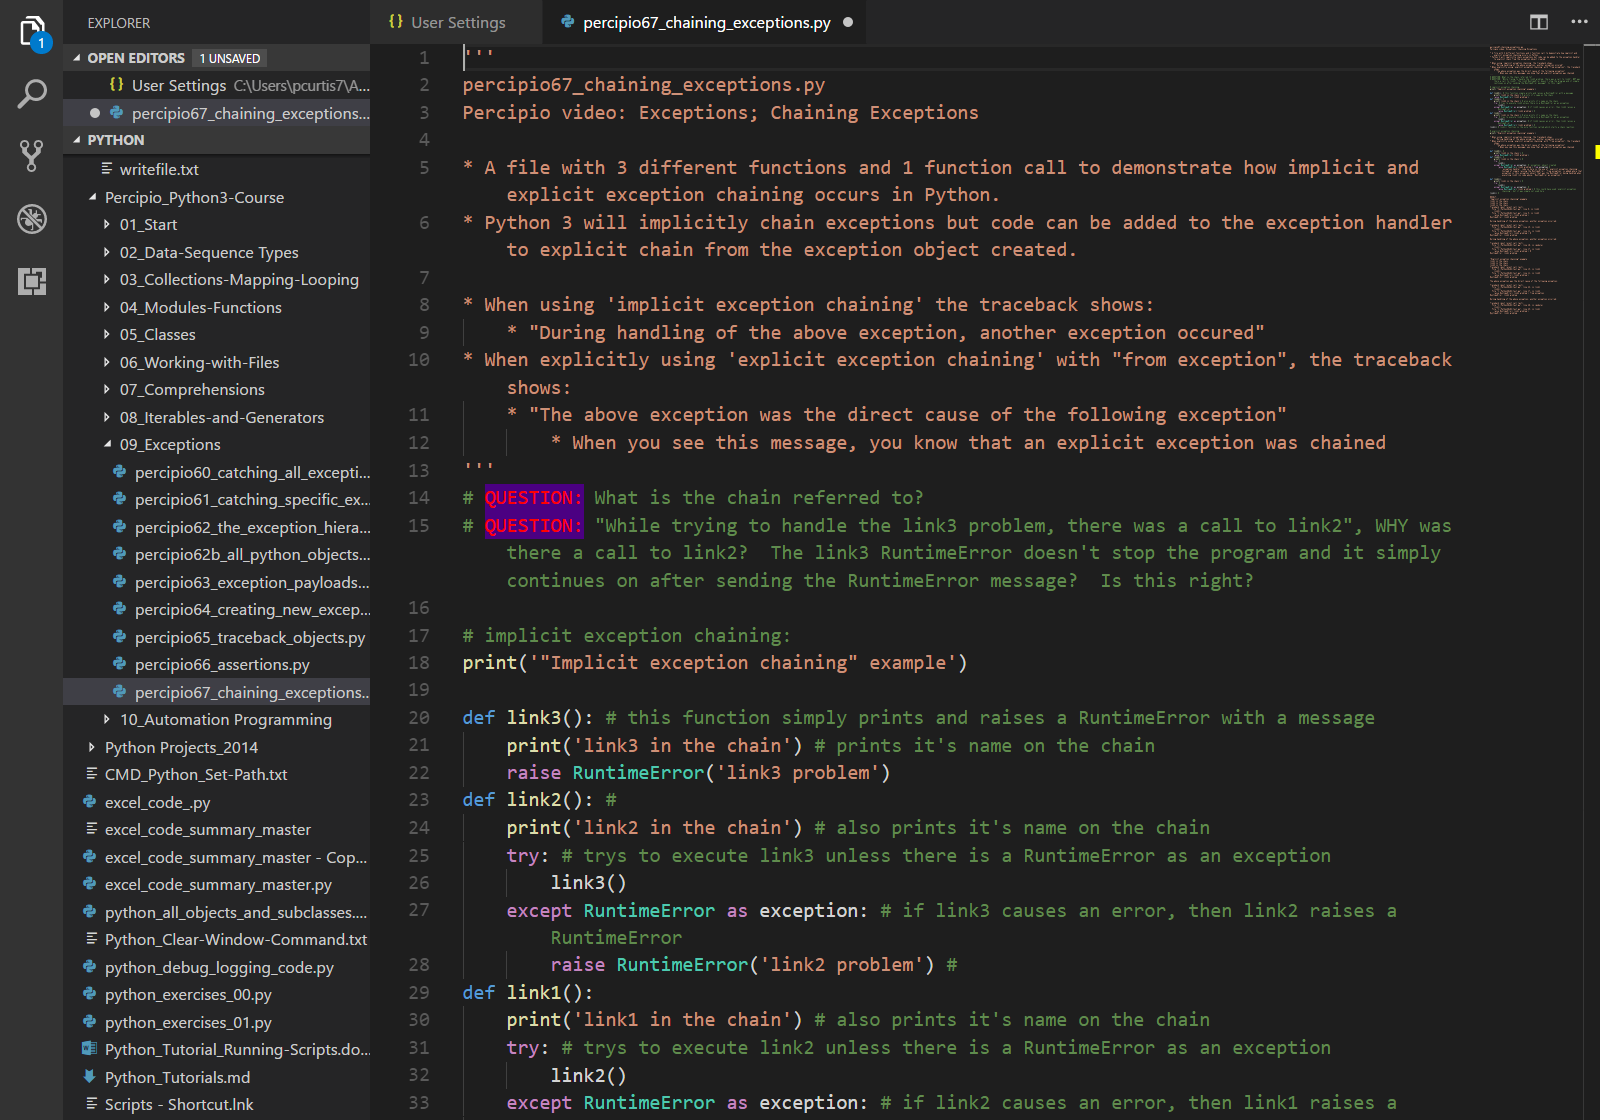 EXPLORER
1
OPEN EDITORS 1 UNSAVED
{} User Settings C:\Users\pcurtis7\A...
percipio67_chaining_exceptions...
PYTHON
writefile.txt
Percipio_Python3-Course
01_Start
02_Data-Sequence Types
03_Collections-Mapping-Looping
04_Modules-Functions
05_Classes
06_Working-with-Files
07_Comprehensions
08_Iterables-and-Generators
09_Exceptions
percipio60_catching_all_excepti...
percipio61_catching_specific_ex...
percipio62_the_exception_hiera...
percipio62b_all_python_objects...
percipio63_exception_payloads...
percipio64_creating_new_excep...
percipio65_traceback_objects.py
percipio66_assertions.py
percipio67_chaining_exceptions...
10_Automation Programming
Python Projects_2014
CMD_Python_Set-Path.txt
excel_code_.py
excel_code_summary_master
excel_code_summary_master - Cop...
excel_code_summary_master.py
python_all_objects_and_subclasses....
Python_Clear-Window-Command.txt
python_debug_logging_code.py
python_exercises_00.py
python_exercises_01.py
Python_Tutorial_Running-Scripts.do...
Python_Tutorials.md
Scripts - Shortcut.lnk
{} User Settings
percipio67_chaining_exceptions.py
1 '''
2 percipio67_chaining_exceptions.py
3 Percipio video: Exceptions; Chaining Exceptions
4
5 * A file with 3 different functions and 1 function call to demonstrate how implicit and
explicit exception chaining occurs in Python.
6 * Python 3 will implicitly chain exceptions but code can be added to the exception handler
to explicit chain from the exception object created.
7
8 * When using 'implicit exception chaining' the traceback shows:
9 * "During handling of the above exception, another exception occured"
10 * When explicitly using 'explicit exception chaining' with "from exception", the traceback
shows:
11 * "The above exception was the direct cause of the following exception"
12 * When you see this message, you know that an explicit exception was chained
13 '''
14 # QUESTION: What is the chain referred to?
15 # QUESTION: "While trying to handle the link3 problem, there was a call to link2", WHY was
there a call to link2?  The link3 RuntimeError doesn't stop the program and it simply
continues on after sending the RuntimeError message?  Is this right?
16
17 # implicit exception chaining:
18 print('"Implicit exception chaining" example')
19
20 def link3(): # this function simply prints and raises a RuntimeError with a message
21 print('link3 in the chain') # prints it's name on the chain
22 raise RuntimeError('link3 problem')
23 def link2(): #
24 print('link2 in the chain') # also prints it's name on the chain
25 try: # trys to execute link3 unless there is a RuntimeError as an exception
26 link3()
27 except RuntimeError as exception: # if link3 causes an error, then link2 raises a
RuntimeError
28 raise RuntimeError('link2 problem') #
29 def link1():
30 print('link1 in the chain') # also prints it's name on the chain
31 try: # trys to execute link2 unless there is a RuntimeError as an exception
32 link2()
33 except RuntimeError as exception: # if link2 causes an error, then link1 raises a